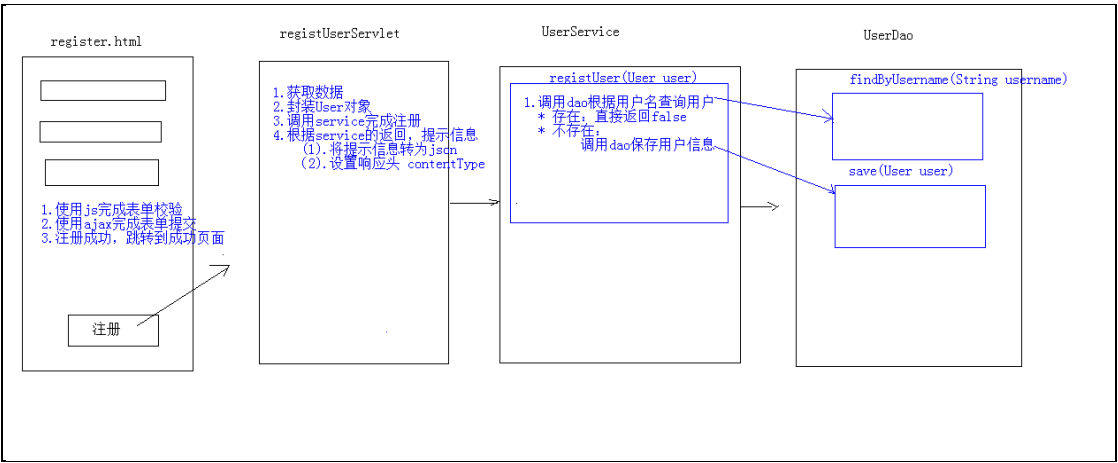 register.html
1.使用js完成表单校验
2.使用ajax完成表单提交
3.注册成功，跳转到成功页面
注册
registUserServlet
1.获取数据
2.封装User对象
3.调用service完成注册
4.根据service的返回，提示信息
(1).将提示信息转为json
(2).设置响应头 contentType
UserService
registUser(User user)
1.调用dao根据用户名查询用户
* 存在：直接返回false
* 不存在：
调用dao保存用户信息
UserDao
findByUsername(String username)
save(User user)